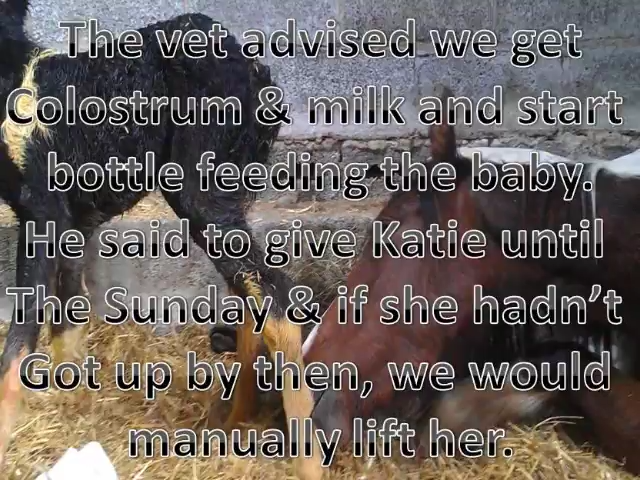 The vet advised we get
Colostrum & milk and start
bottle feeding the baby.
He said to give Katie until
The Sunday & if she hadn’t
Got up by then, we would
manually lift her.